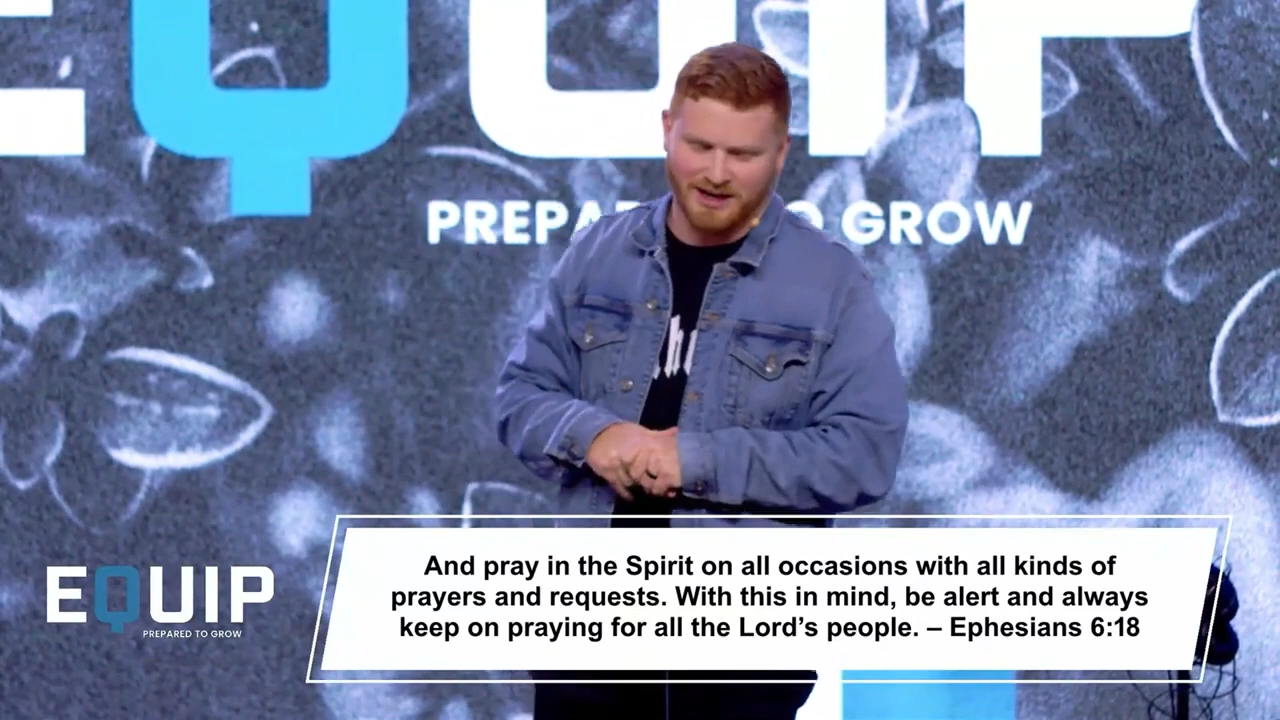 EQUIP
PREPA O GROW
And pray in the Spirit on all occasions with all kinds of
prayers and requests. With this in mind, be alert and always
keep on praying for all the Lord’s people. – Ephesians 6:18
EQUIP
PREPARED TO GROW